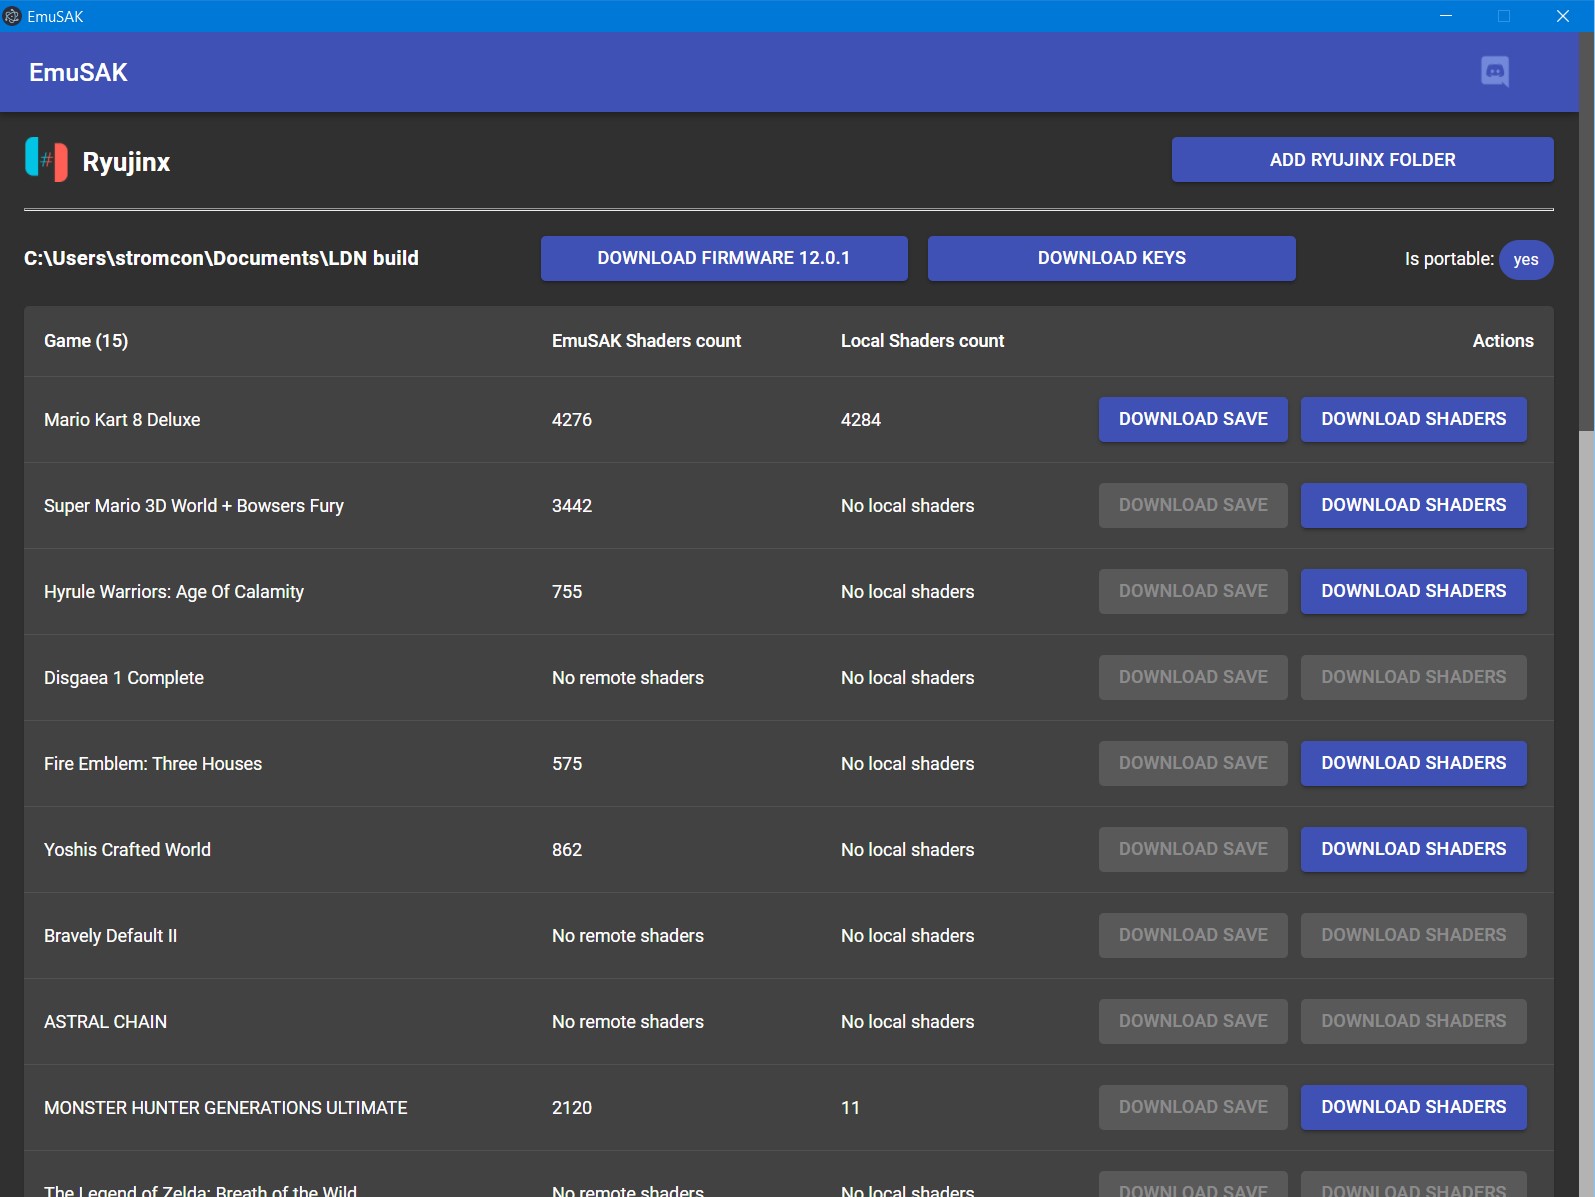 EmuSAK
EmuSAK
# Ryujinx ADD RYUJINX FOLDER
C:\Users\stromcon\Documents\LDN build DOWNLOAD FIRMWARE 12.0.1 DOWNLOAD KEYS Is portable: yes
Game (15) EmuSAK Shaders count Local Shaders count Actions
Mario Kart 8 Deluxe 4276 4284 DOWNLOAD SAVE DOWNLOAD SHADERS
Super Mario 3D World + Bowsers Fury 3442 No local shaders DOWNLOAD SAVE DOWNLOAD SHADERS
Hyrule Warriors: Age Of Calamity 755 No local shaders DOWNLOAD SAVE DOWNLOAD SHADERS
Disgaea 1 Complete No remote shaders No local shaders DOWNLOAD SAVE DOWNLOAD SHADERS
Fire Emblem: Three Houses 575 No local shaders DOWNLOAD SAVE DOWNLOAD SHADERS
Yoshis Crafted World 862 No local shaders DOWNLOAD SAVE DOWNLOAD SHADERS
Bravely Default II No remote shaders No local shaders DOWNLOAD SAVE DOWNLOAD SHADERS
ASTRAL CHAIN No remote shaders No local shaders DOWNLOAD SAVE DOWNLOAD SHADERS
MONSTER HUNTER GENERATIONS ULTIMATE 2120 11 DOWNLOAD SAVE DOWNLOAD SHADERS
The Legend of Zelda: Breath of the Wild No remote shaders No local shaders DOWNLOAD SAVE DOWNLOAD SHADERS